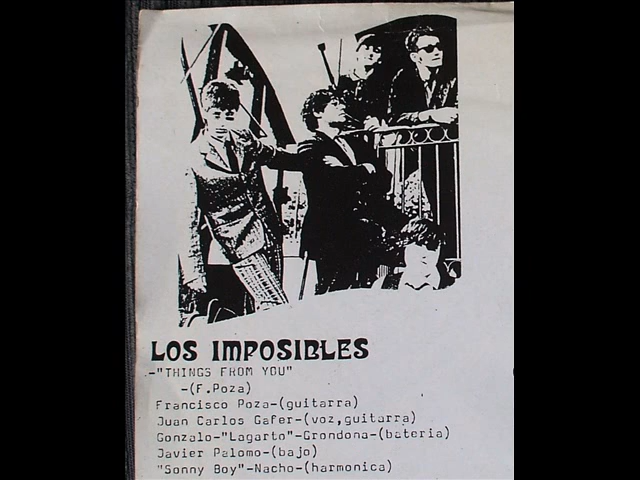 LOS IMPOSIBLES
-"THINGS FROM YOU"
-(F.Poza)
Francisco Poza-(guitarra)
Juan Carlos Gafer-(voz,guitarra)
Gonzalo-"Lagarto"-Grondona-(bateria)
Javier Palomo-(bajo)
"Sonny Boy"-Nacho-(harmonica)